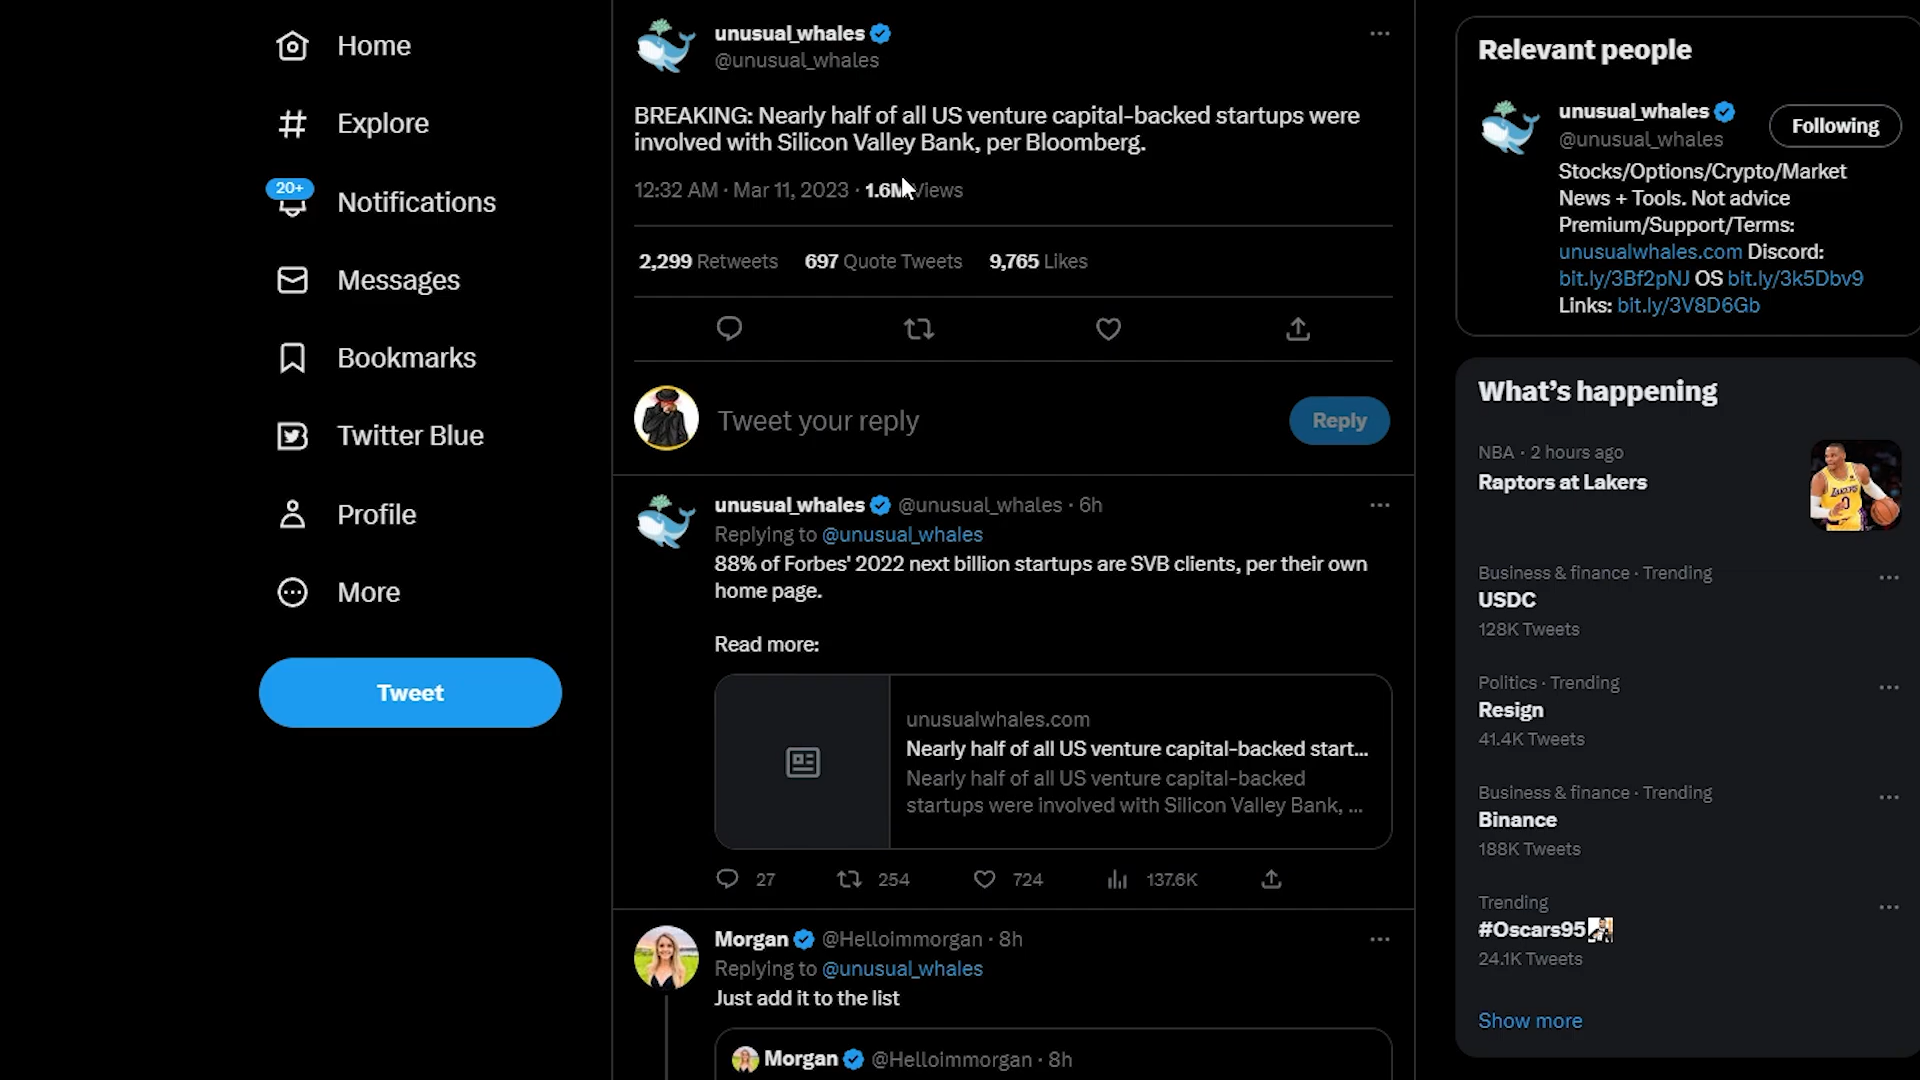 Home
Explore
20+
Notifications
Messages
Bookmarks
Twitter Blue
Profile
More
Tweet
unusual_whales
@unusual_whales
BREAKING: Nearly half of all US venture capital-backed startups were
involved with Silicon Valley Bank, per Bloomberg.
12:32 AM · Mar 11, 2023 · 1.6M Views
2,299 Retweets 697 Quote Tweets 9,765 Likes
Tweet your reply
Reply
unusual_whales @unusual_whales · 6h
Replying to @unusual_whales
88% of Forbes' 2022 next billion startups are SVB clients, per their own
home page.
Read more:
unusualwhales.com
Nearly half of all US venture capital-backed start...
Nearly half of all US venture capital-backed
startups were involved with Silicon Valley Bank, ...
27 254 724 137.6K
Morgan @Helloimmorgan · 8h
Replying to @unusual_whales
Just add it to the list
Morgan @Helloimmorgan · 8h
Relevant people
unusual_whales
@unusual_whales
Following
Stocks/Options/Crypto/Market
News + Tools. Not advice
Premium/Support/Terms:
unusualwhales.com Discord:
bit.ly/3Bf2pNJ OS bit.ly/3k5Dbv9
Links: bit.ly/3V8D6Gb
What's happening
NBA · 2 hours ago
Raptors at Lakers
Business & finance · Trending
USDC
128K Tweets
Politics · Trending
Resign
41.4K Tweets
Business & finance · Trending
Binance
188K Tweets
Trending
#Oscars95
24.1K Tweets
Show more